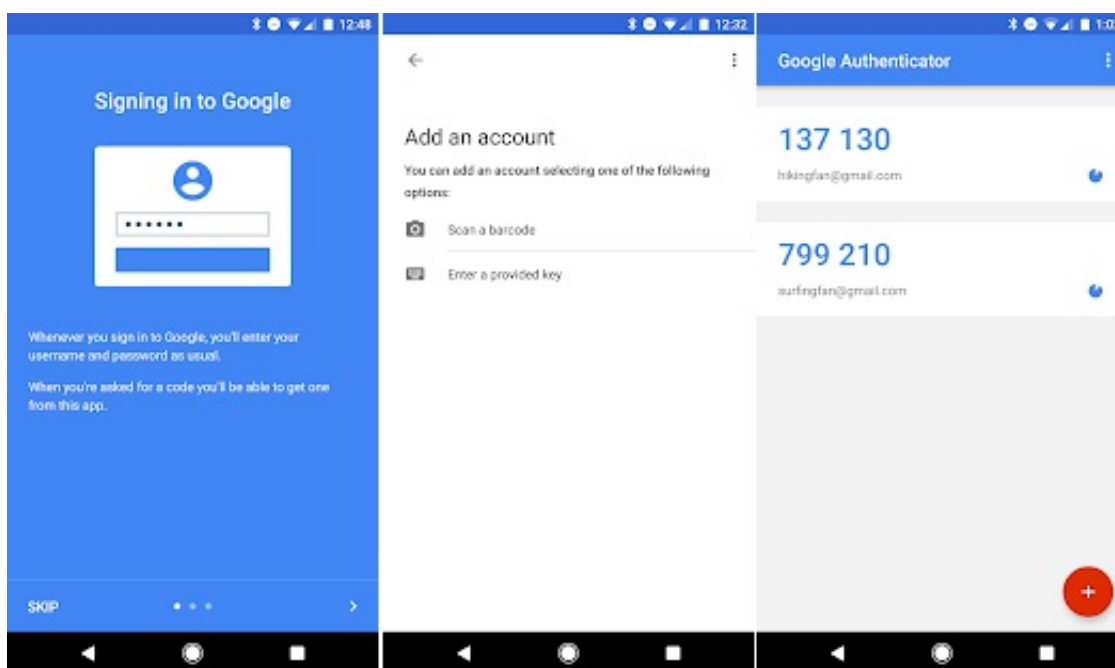 12:48
Signing in to Google
Whenever you sign in to Google, you'll enter your
username and password as usual.
When you're asked for a code you'll be able to get one
from this app.
SKIP
12:32
Add an account
You can add an account selecting one of the following
options:
Scan a barcode
Enter a provided key
Google Authenticator
137 130
hikingfan@gmail.com
799 210
surfingfan@gmail.com